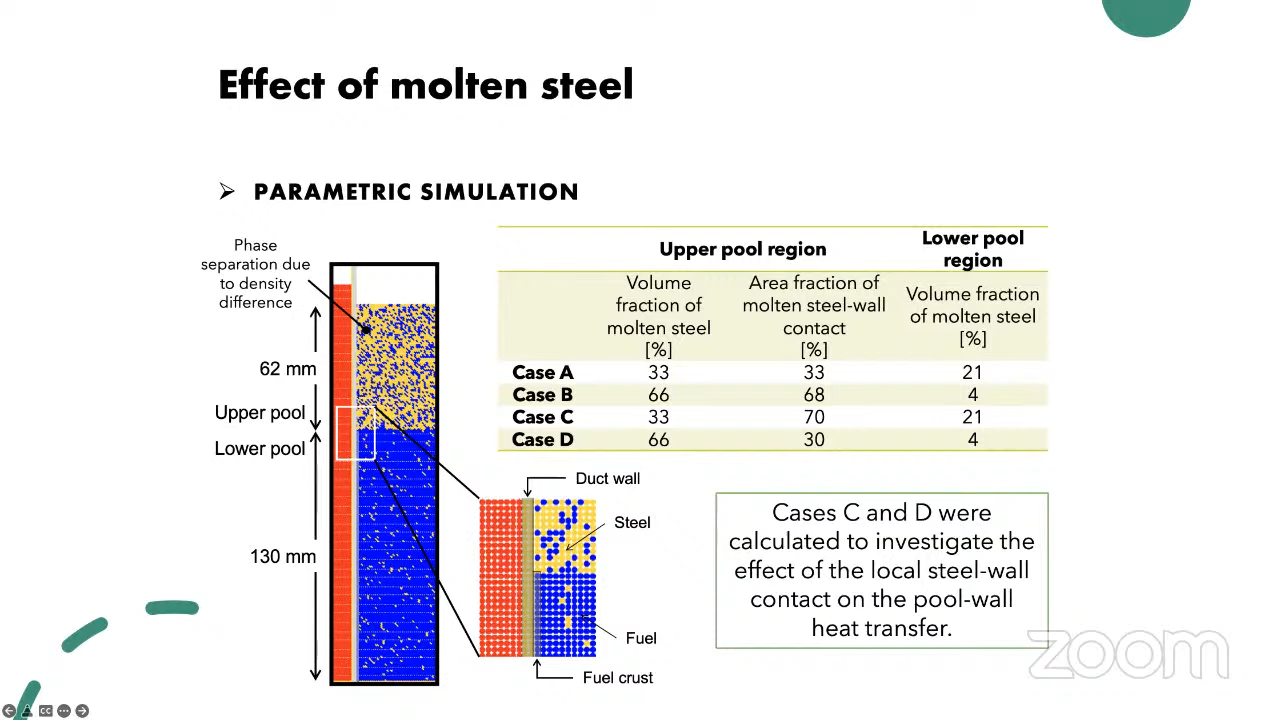 Effect of molten steel
PARAMETRIC SIMULATION
Phase
separation due
to density
difference
62 mm
Upper pool
Lower pool
130 mm
Upper pool region
Lower pool
region
Volume
fraction of
molten steel
[%]
Area fraction of
molten steel-wall
contact
[%]
Volume fraction
of molten steel
[%]
Case A 33 33 21
Case B 66 68 4
Case C 33 70 21
Case D 66 30 4
Duct wall
Steel
Fuel
Fuel crust
Cases C and D were
calculated to investigate the
effect of the local steel-wall
contact on the pool-wall
heat transfer.
zoom
CC